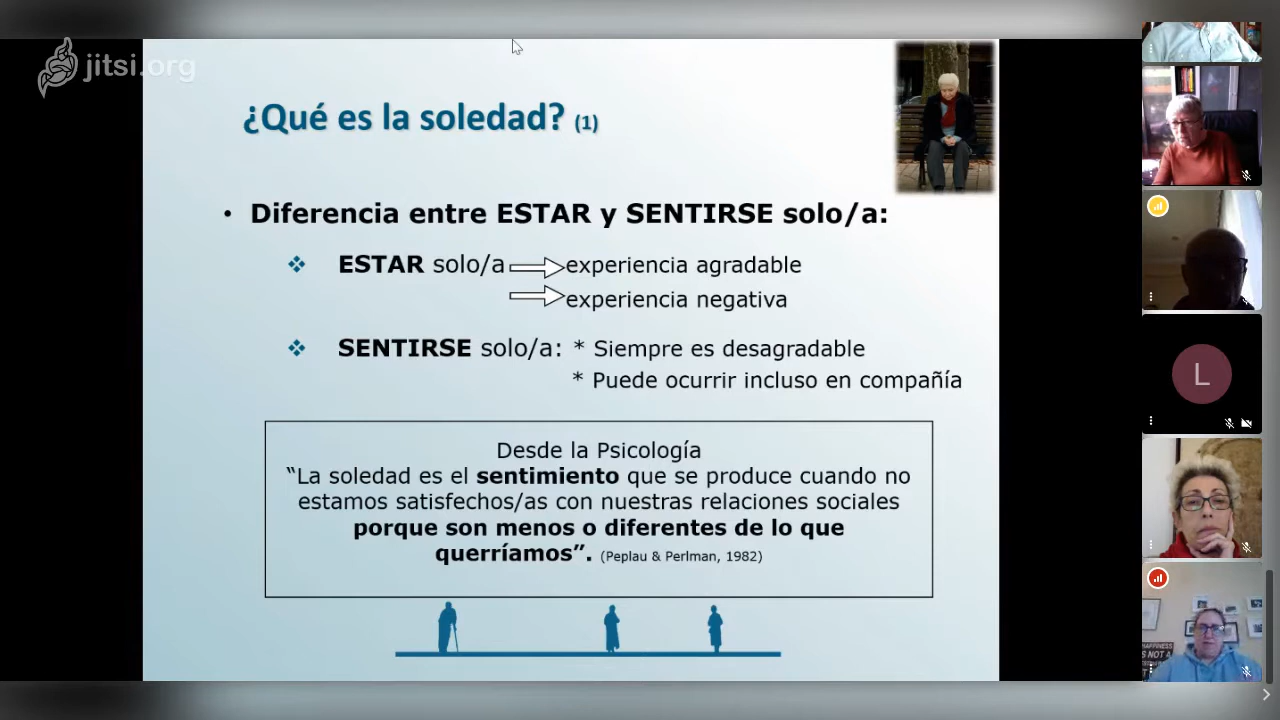 jitsi.org
¿Qué es la soledad? (1)
• Diferencia entre ESTAR y SENTIRSE solo/a:
❖ ESTAR solo/a experiencia agradable
experiencia negativa
❖ SENTIRSE solo/a: * Siempre es desagradable
* Puede ocurrir incluso en compañía
Desde la Psicología
“La soledad es el sentimiento que se produce cuando no
estamos satisfechos/as con nuestras relaciones sociales
porque son menos o diferentes de lo que
querríamos”. (Peplau & Perlman, 1982)
L